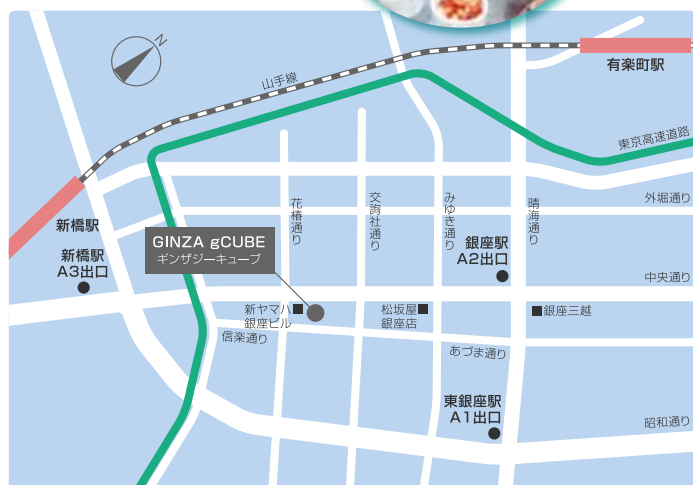 N
山手線
有楽町駅
東京高速道路
外堀通り
花椿通り
交詢社通り
みゆき通り
晴海通り
新橋駅
新橋駅
A3出口
GINZA gCUBE
ギンザジーキューブ
銀座駅
A2出口
中央通り
新ヤマハ
銀座ビル
松坂屋
銀座店
銀座三越
信楽通り
あづま通り
東銀座駅
A1出口
昭和通り